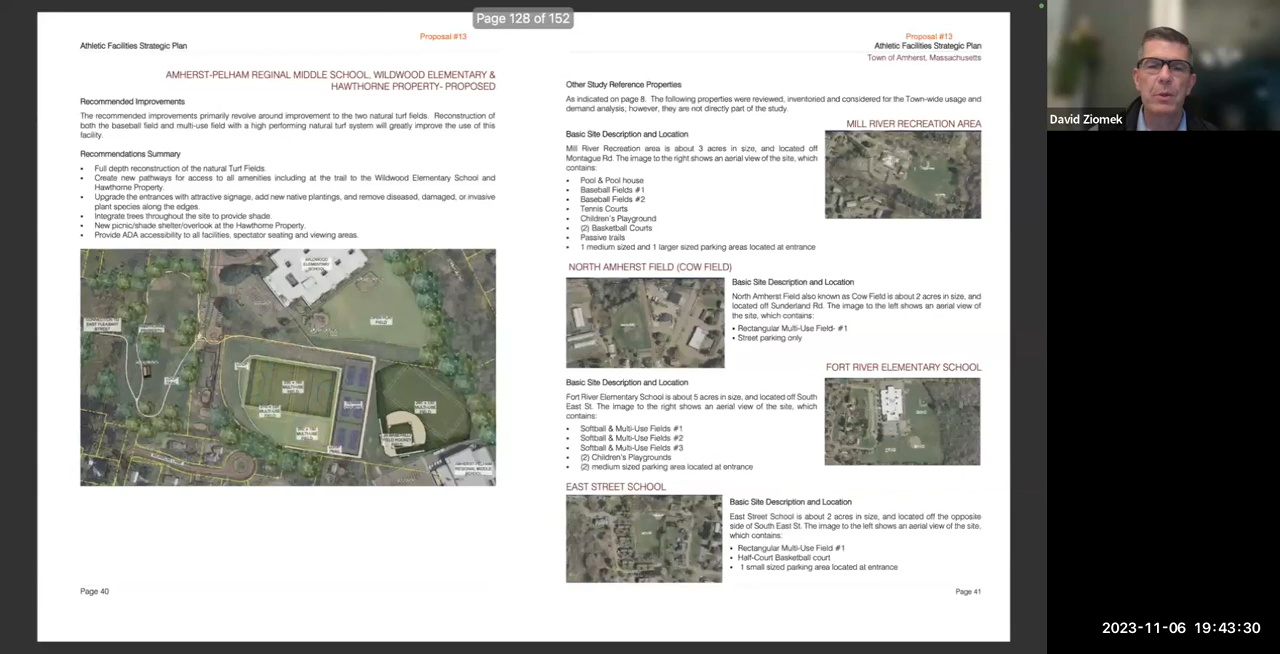 Page 128 of 152
Proposal #13
Athletic Facilities Strategic Plan
AMHERST-PELHAM REGINAL MIDDLE SCHOOL, WILDWOOD ELEMENTARY &
HAWTHORNE PROPERTY- PROPOSED
Recommended Improvements
The recommended improvements primarily revolve around improvement to the two natural turf fields. Reconstruction of
both the baseball field and multi-use field with a high performing natural turf system will greatly improve the use of this
facility.
Recommendations Summary
• Full depth reconstruction of the natural Turf Fields.
• Create new pathways for access to all amenities including at the trail to the Wildwood Elementary School and
Hawthorne Property.
• Upgrade the entrances with attractive signage, add new native plantings, and remove diseased, damaged, or invasive
plant species along the edges.
• Integrate trees throughout the site to provide shade.
• New picnic/shade shelter/overlook at the Hawthorne Property.
• Provide ADA accessibility to all facilities, spectator seating and viewing areas.
WILDWOOD
ELEMENTARY
SCHOOL
EAST PLEASANT
STREET
FIELD
AMHERST-PELHAM
REGIONAL MIDDLE
SCHOOL
Page 40
Proposal #13
Athletic Facilities Strategic Plan
Town of Amherst, Massachusetts
Other Study Reference Properties
As indicated on page 8. The following properties were reviewed, inventoried and considered for the Town-wide usage and
demand analysis; however, they are not directly part of the study.
MILL RIVER RECREATION AREA
Basic Site Description and Location
Mill River Recreation area is about 3 acres in size, and located off
Montague Rd. The image to the right shows an aerial view of the site, which
contains:
• Pool & Pool house
• Baseball Fields #1
• Baseball Fields #2
• Tennis Courts
• Children's Playground
• (2) Basketball Courts
• Passive trails
• 1 medium sized and 1 larger sized parking areas located at entrance
NORTH AMHERST FIELD (COW FIELD)
Basic Site Description and Location
North Amherst Field also known as Cow Field is about 2 acres in size, and
located off Sunderland Rd. The image to the left shows an aerial view of
the site, which contains:
• Rectangular Multi-Use Field- #1
• Street parking only
FORT RIVER ELEMENTARY SCHOOL
Basic Site Description and Location
Fort River Elementary School is about 5 acres in size, and located off South
East St. The image to the right shows an aerial view of the site, which
contains:
• Softball & Multi-Use Fields #1
• Softball & Multi-Use Fields #2
• Softball & Multi-Use Fields #3
• (2) Children's Playgrounds
• (2) medium sized parking area located at entrance
EAST STREET SCHOOL
Basic Site Description and Location
East Street School is about 2 acres in size, and located off the opposite
side of South East St. The image to the left shows an aerial view of the site,
which contains:
• Rectangular Multi-Use Field #1
• Half-Court Basketball court
• 1 small sized parking area located at entrance
Page 41
David Ziomek
2023-11-06 19:43:30